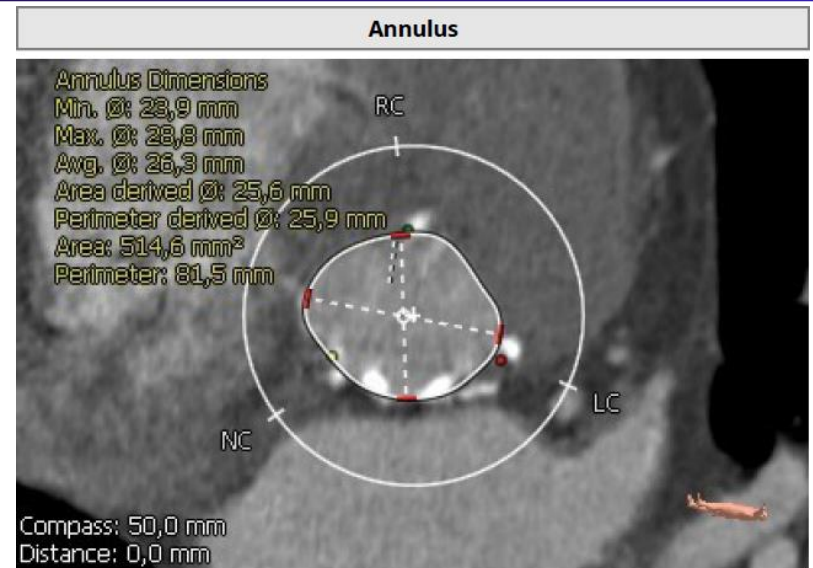 Annulus
Annulus Dimensions
Min. Ø: 23,9 mm
Max. Ø: 28,8 mm
Avg. Ø: 26,3 mm
Area derived Ø: 25,6 mm
Perimeter derived Ø: 25,9 mm
Area: 514,6 mm²
Perimeter: 81,5 mm
RC
LC
NC
Compass: 50,0 mm
Distance: 0,0 mm